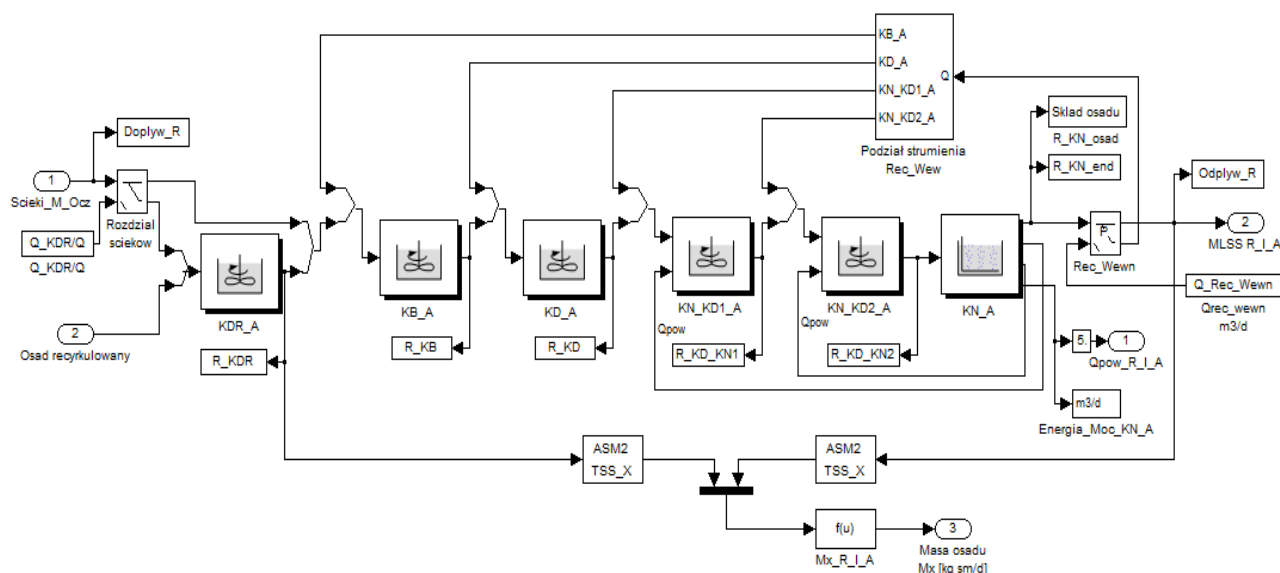 KB_A
KD_A
KN_KD1_A
KN_KD2_A
Q
Podział strumienia
Rec_Wew
Doplyw_R
1
Scieki_M_Ocz
Rozdzial
sciekow
Q_KDR/Q
Q_KDR/Q
2
Osad recyrkulowany
KDR_A
R_KDR
KB_A
R_KB
KD_A
R_KD
KN_KD1_A
Qpow
R_KD_KN1
KN_KD2_A
Qpow
R_KD_KN2
KN_A
Sklad osadu
R_KN_osad
R_KN_end
Rec_Wewn
Odplyw_R
2
MLSS R_I_A
Q_Rec_Wewn
Qrec_wewn
m3/d
5.
1
Qpow_R_I_A
m3/d
Energia_Moc_KN_A
ASM2
TSS_X
ASM2
TSS_X
f(u)
Mx_R_I_A
3
Masa osadu
Mx [kg sm/d]